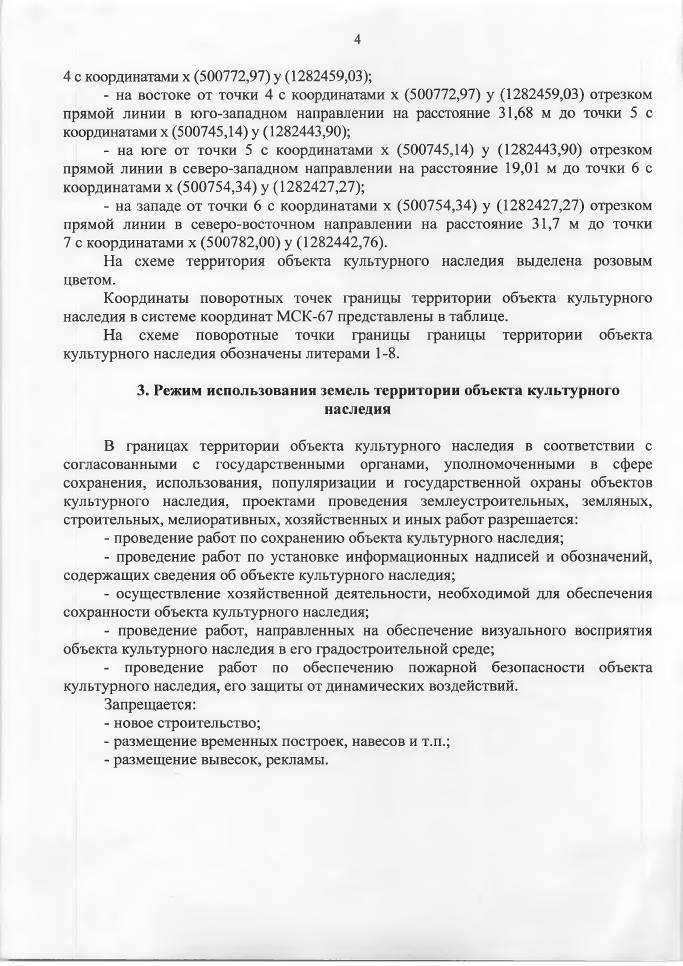 4
4 с координатами х (500772,97) у (1282459,03);
- на востоке от точки 4 с координатами х (500772,97) у (1282459,03) отрезком
прямой линии в юго-западном направлении на расстояние 31,68 м до точки 5 с
координатами х (500745,14) у (1282443,90);
- на юге от точки 5 с координатами х (500745,14) у (1282443,90) отрезком
прямой линии в северо-западном направлении на расстояние 19,01 м до точки 6 с
координатами х (500754,34) у (1282427,27);
- на западе от точки 6 с координатами х (500754,34) у (1282427,27) отрезком
прямой линии в северо-восточном направлении на расстояние 31,7 м до точки
7 с координатами х (500782,00) у (1282442,76).
На схеме территория объекта культурного наследия выделена розовым
цветом.
Координаты поворотных точек границы территории объекта культурного
наследия в системе координат МСК-67 представлены в таблице.
На схеме поворотные точки границы границы территории объекта
культурного наследия обозначены литерами 1-8.
3. Режим использования земель территории объекта культурного
наследия
В границах территории объекта культурного наследия в соответствии с
согласованными с государственными органами, уполномоченными в сфере
сохранения, использования, популяризации и государственной охраны объектов
культурного наследия, проектами проведения землеустроительных, земляных,
строительных, мелиоративных, хозяйственных и иных работ разрешается:
- проведение работ по сохранению объекта культурного наследия;
- проведение работ по установке информационных надписей и обозначений,
содержащих сведения об объекте культурного наследия;
- осуществление хозяйственной деятельности, необходимой для обеспечения
сохранности объекта культурного наследия;
- проведение работ, направленных на обеспечение визуального восприятия
объекта культурного наследия в его градостроительной среде;
- проведение работ по обеспечению пожарной безопасности объекта
культурного наследия, его защиты от динамических воздействий.
Запрещается:
- новое строительство;
- размещение временных построек, навесов и т.п.;
- размещение вывесок, рекламы.